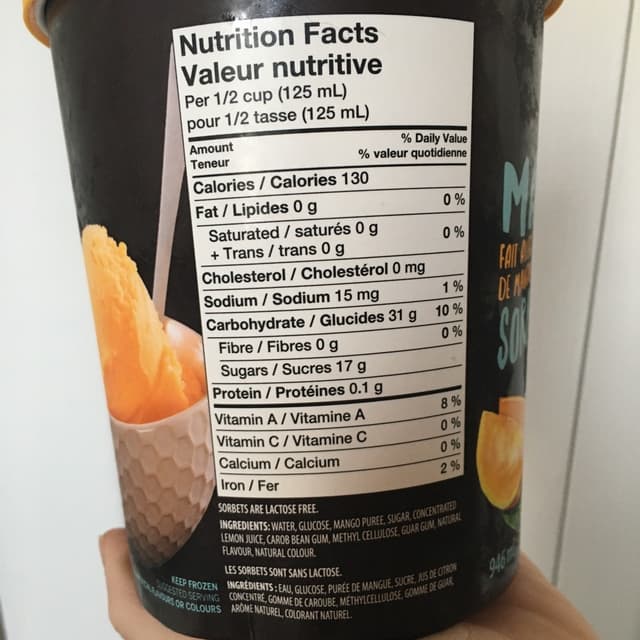 Nutrition Facts
Valeur nutritive
Per 1/2 cup (125 mL)
pour 1/2 tasse (125 mL)
Amount % Daily Value
Teneur % valeur quotidienne
Calories / Calories 130
Fat / Lipides 0 g 0 %
Saturated / saturés 0 g 0 %
+ Trans / trans 0 g
Cholesterol / Cholestérol 0 mg
Sodium / Sodium 15 mg 1 %
Carbohydrate / Glucides 31 g 10 %
Fibre / Fibres 0 g 0 %
Sugars / Sucres 17 g
Protein / Protéines 0.1 g
Vitamin A / Vitamine A 8 %
Vitamin C / Vitamine C 0 %
Calcium / Calcium 0 %
Iron / Fer 2 %
SORBETS ARE LACTOSE FREE.
INGREDIENTS: WATER, GLUCOSE, MANGO PUREE, SUGAR, CONCENTRATED
LEMON JUICE, CAROB BEAN GUM, METHYL CELLULOSE, GUAR GUM, NATURAL
FLAVOUR, NATURAL COLOUR.
LES SORBETS SONT SANS LACTOSE.
INGRÉDIENTS : EAU, GLUCOSE, PURÉE DE MANGUE, SUCRE, JUS DE CITRON
CONCENTRÉ, GOMME DE CAROUBE, MÉTHYLCELLULOSE, GOMME DE GUAR,
ARÔME NATUREL, COLORANT NATUREL.
KEEP FROZEN
SUGGESTED SERVING
FLAVOURS OR COLOURS
FAIT
DE
946